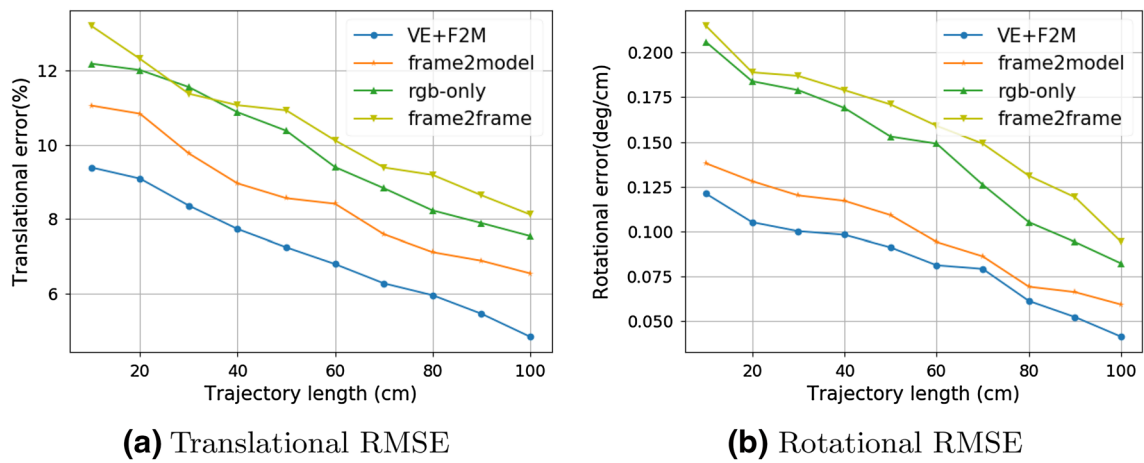 Translational error(%)
12
10
8
6
20
40
60
80
100
Trajectory length (cm)
VE+F2M
frame2model
rgb-only
frame2frame
(a) Translational RMSE
Rotational error(deg/cm)
0.200
0.175
0.150
0.125
0.100
0.075
0.050
20
40
60
80
100
Trajectory length (cm)
VE+F2M
frame2model
rgb-only
frame2frame
(b) Rotational RMSE